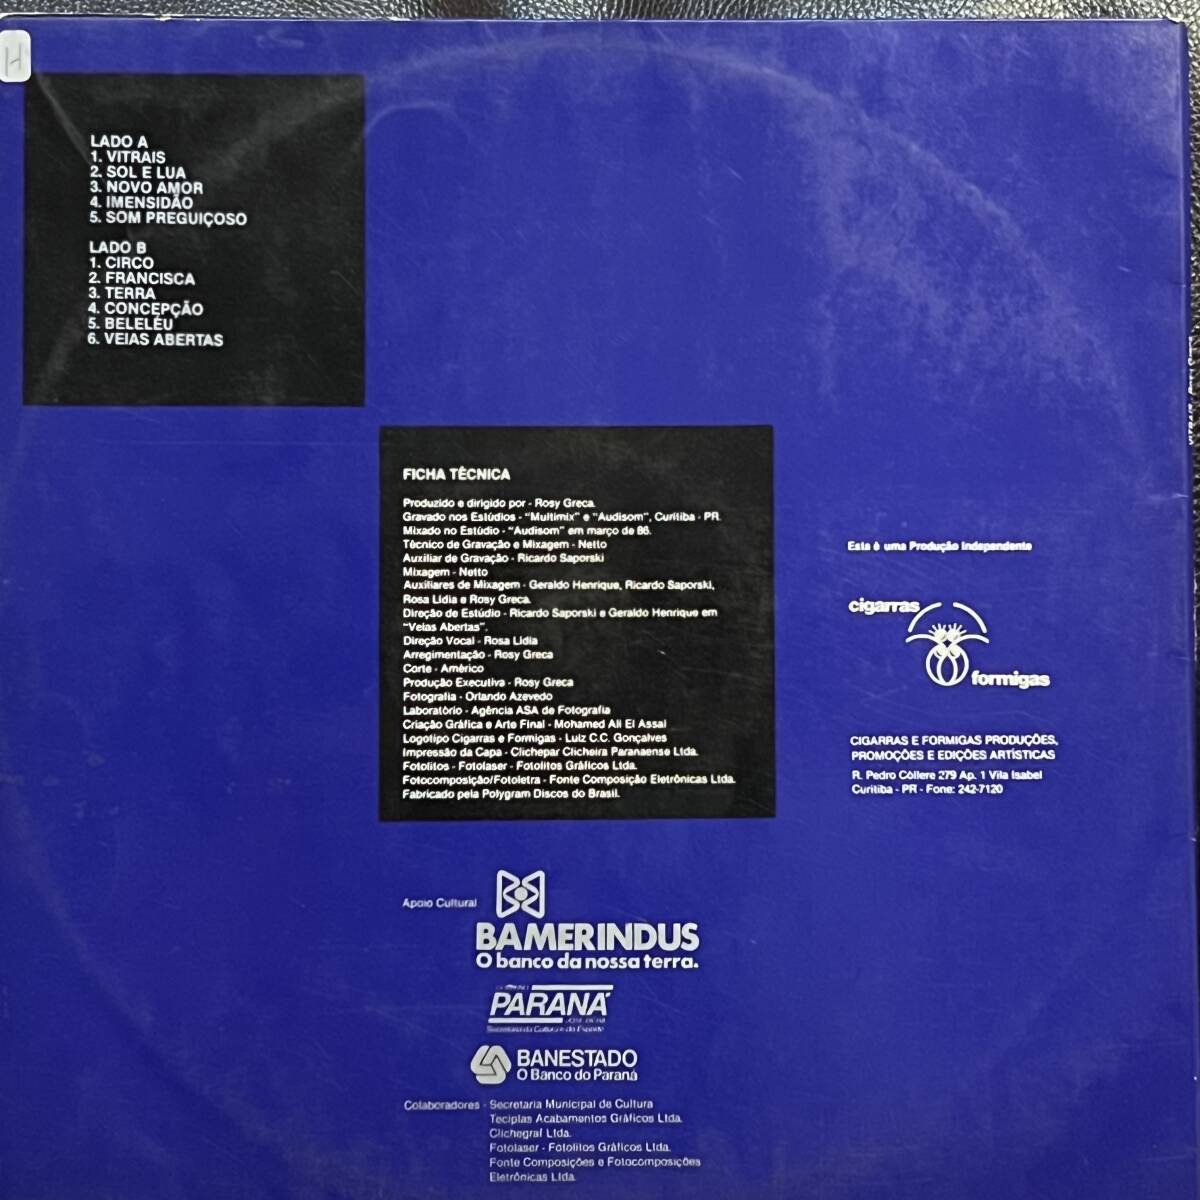 H
LADO A
1. VITRAIS
2. SOL E LUA
3. NOVO AMOR
4. IMENSIDÃO
5. SOM PREGUIÇOSO
LADO B
1. CIRCO
2. FRANCISCA
3. TERRA
4. CONCEPÇÃO
5. BELELÉU
6. VEIAS ABERTAS
FICHA TÉCNICA
Produzido e dirigido por - Rosy Greca.
Gravado nos Estúdios - "Multimix" e "Audisom", Curitiba - PR.
Mixado no Estúdio - "Audisom" em março de 86.
Técnico de Gravação e Mixagem - Netto
Auxiliar de Gravação - Ricardo Saporski
Mixagem - Netto
Auxiliares de Mixagem - Geraldo Henrique, Ricardo Saporski,
Rosa Lídia e Rosy Greca.
Direção de Estúdio - Ricardo Saporski e Geraldo Henrique em
"Veias Abertas".
Direção Vocal - Rosa Lídia
Arregimentação - Rosy Greca
Corte - Américo
Produção Executiva - Rosy Greca
Fotografia - Orlando Azevedo
Laboratório - Agência ASA de Fotografia
Criação Gráfica e Arte Final - Mohamed Ali El Assal
Logotipo Cigarras e Formigas - Luiz C.C. Gonçalves
Impressão da Capa - Clichepar Clicheira Paranaense Ltda.
Fotolitos - Fotolaser - Fotolitos Gráficos Ltda.
Fotocomposição/Fotoletra - Fonte Composição Eletrônicas Ltda.
Fabricado pela Polygram Discos do Brasil.
Esta é uma Produção Independente
cigarras
formigas
CIGARRAS E FORMIGAS PRODUÇÕES,
PROMOÇÕES E EDIÇÕES ARTÍSTICAS
R. Pedro Còllere 279 Ap. 1 Vila Isabel
Curitiba - PR - Fone: 242-7120
Apoio Cultural
BAMERINDUS
O banco da nossa terra.
PARANÁ
Secretaria da Cultura e do Esporte
BANESTADO
O Banco do Paraná
Colaboradores - Secretaria Municipal de Cultura
Teciplas Acabamentos Gráficos Ltda.
Clichegraf Ltda.
Fotolaser - Fotolitos Gráficos Ltda.
Fonte Composições e Fotocomposições
Eletrônicas Ltda.